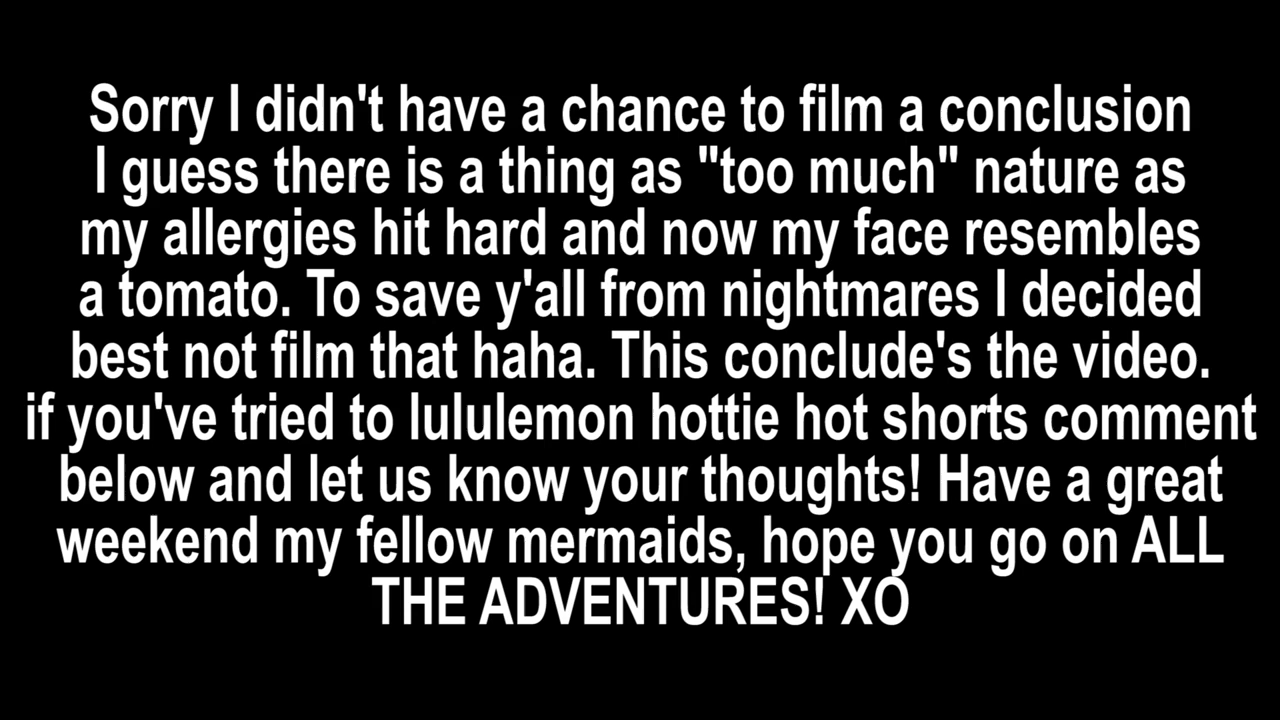 Sorry I didn't have a chance to film a conclusion
I guess there is a thing as "too much" nature as
my allergies hit hard and now my face resembles
a tomato. To save y'all from nightmares I decided
best not film that haha. This conclude's the video.
if you've tried to lululemon hottie hot shorts comment
below and let us know your thoughts! Have a great
weekend my fellow mermaids, hope you go on ALL
THE ADVENTURES! XO